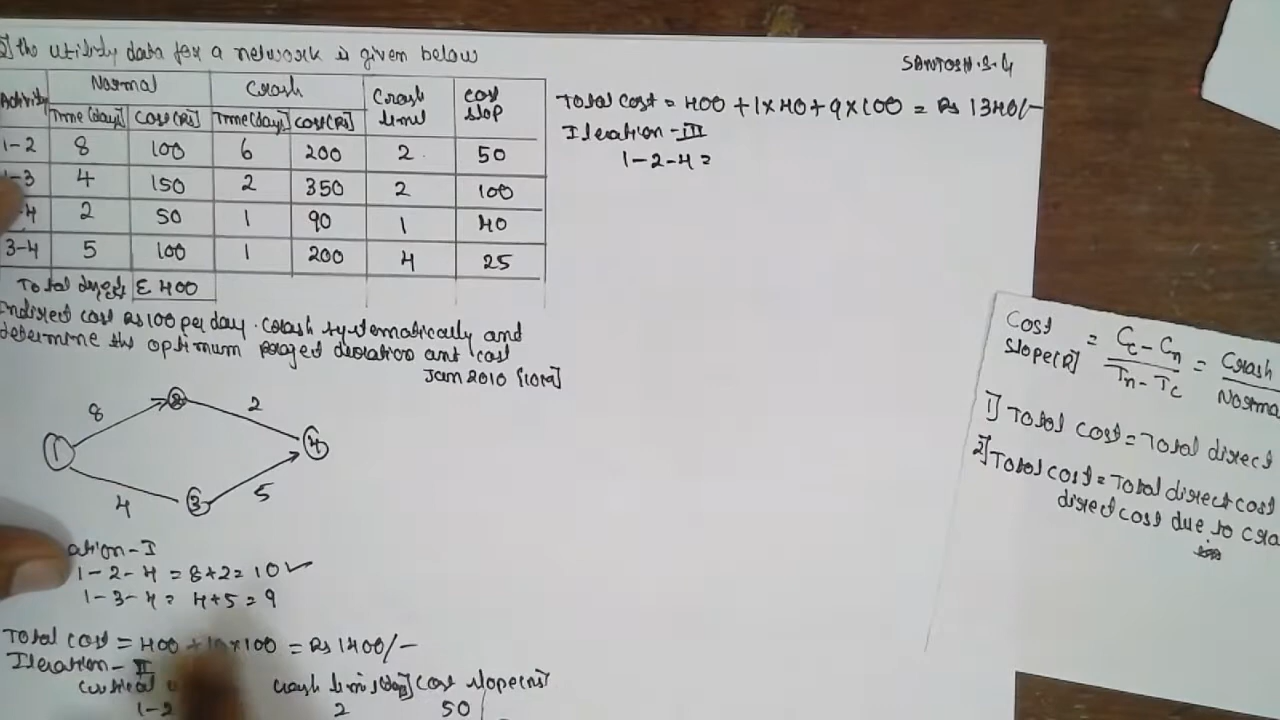 the utility data for a network is given below
SANTOSH.S.G
Activity Normal Crash Crash limit Cost slop
Time(days) Cost(Rs) Time(days) cost(Rs)
1-2 8 100 6 200 2 50
-3 4 150 2 350 2 100
-4 2 50 1 90 1 40
3-4 5 100 1 200 4 25
Σ 400
Indirect cost Rs100 per day. Crash systematically and
determine the optimum project duration and cost
Jan 2010
1 8 2 2 4
4 3 5
ation-I
1-2-4 = 8+2=10✓
1-3-4 = 4+5=9
Total cost = 400 + 10×100 = Rs 1400/-
Iteration-II
crash limit(days) Cost slope(Rs)
1-2 2 50
Total cost = 400 +1×40+9×100 = Rs 1340/-
Iteration-III
1-2-4=
Cost slope(Rs) = Cc-Cn / Tn-Tc = Crash / Norma
1] Total cost = Total direct
2] Total cost = Total direct cost
direct cost due to cra